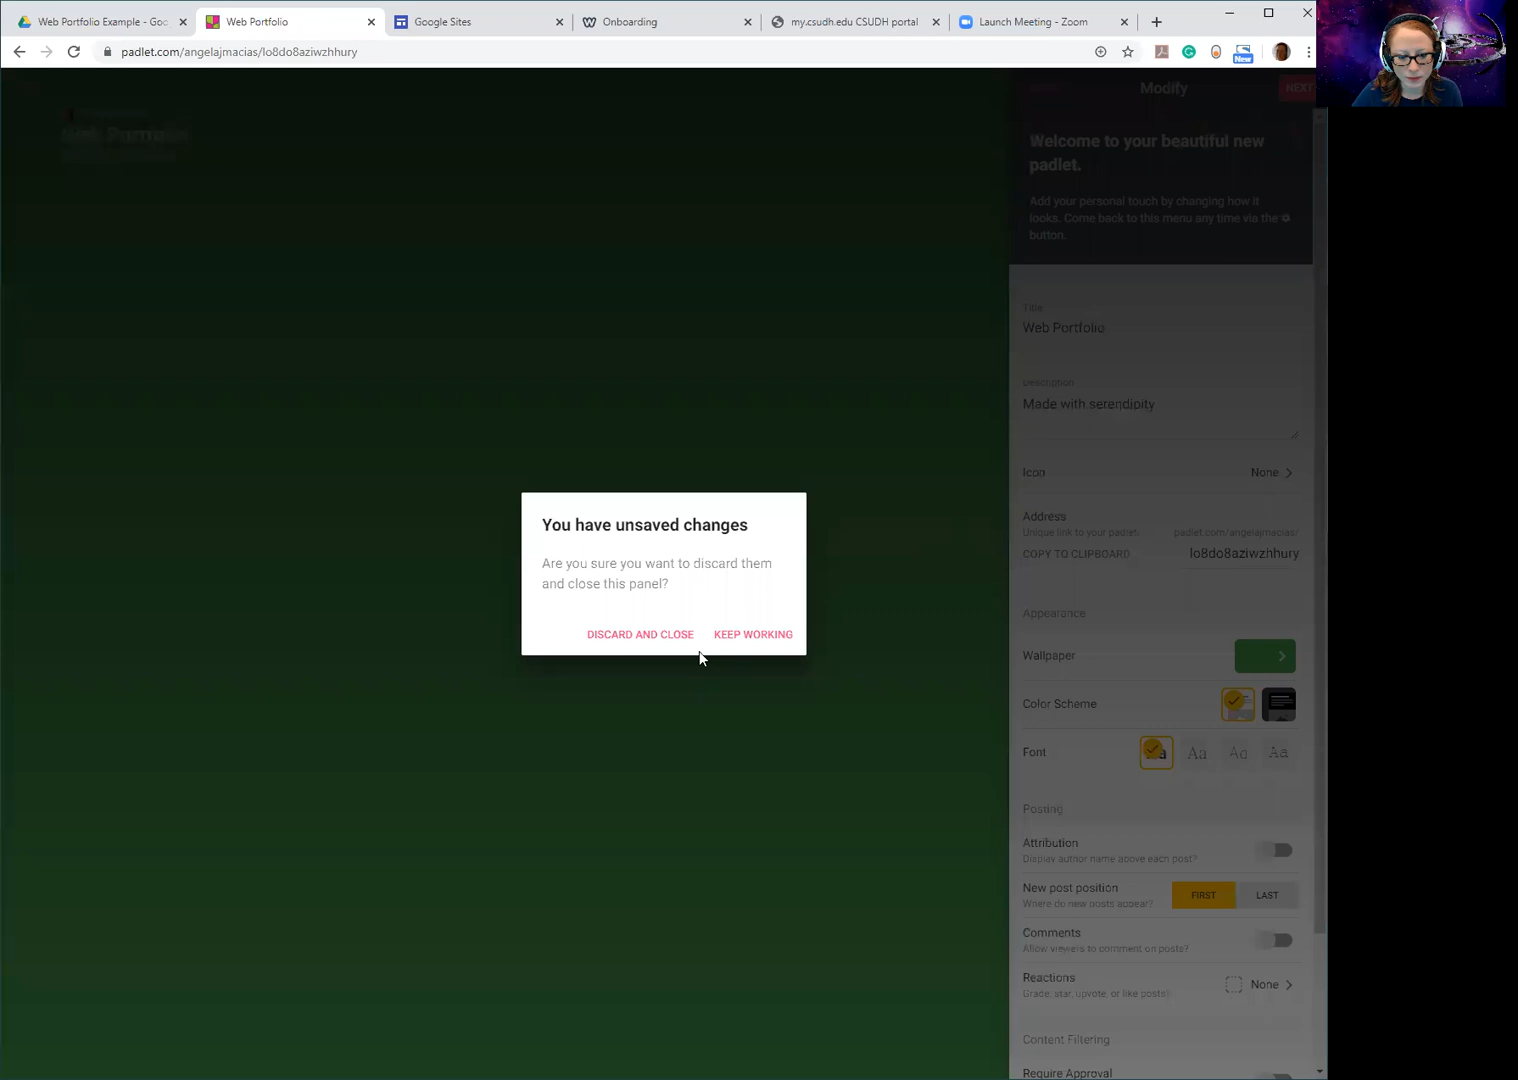 Web Portfolio Example - Goo
Web Portfolio
Google Sites
Onboarding
my.csudh.edu CSUDH portal
Launch Meeting - Zoom
padlet.com/angelajmacias/lo8do8aziwzhhury
New
Web Portfolio
Modify
NEXT
Welcome to your beautiful new
padlet.
Add your personal touch by changing how it
looks. Come back to this menu any time via the
button.
Title
Web Portfolio
Description
Made with serendipity
Icon
None
Address
Unique link to your padlet.
padlet.com/angelajmacias/
COPY TO CLIPBOARD
lo8do8aziwzhhury
Appearance
Wallpaper
Color Scheme
Font
Aa Aa Aa
Posting
Attribution
Display author name above each post?
New post position
Where do new posts appear?
FIRST
LAST
Comments
Allow viewers to comment on posts?
Reactions
Grade, star, upvote, or like posts!
None
Content Filtering
Require Approval
You have unsaved changes
Are you sure you want to discard them
and close this panel?
DISCARD AND CLOSE
KEEP WORKING